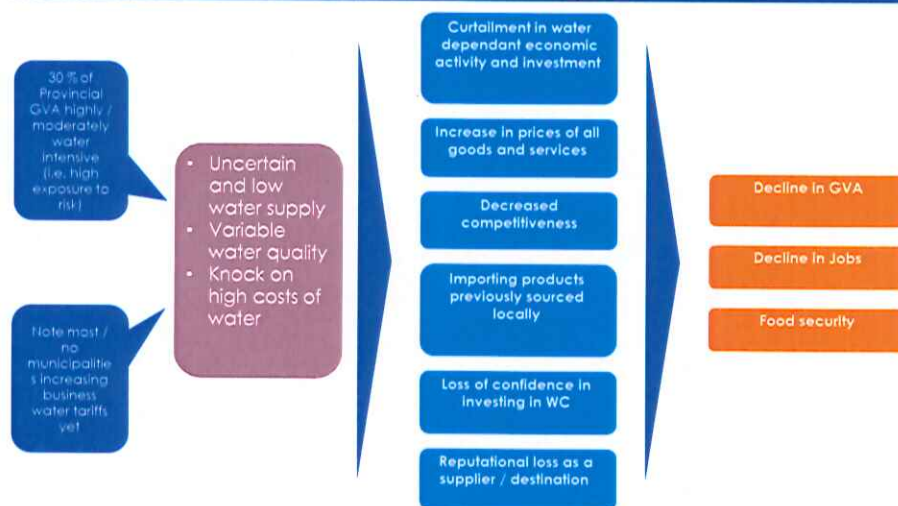 30 % of
Provincial
GVA highly /
moderately
water
intensive
(i.e. high
exposure to
risk)
Note most /
no
municipalitie
s increasing
business
water tariffs
yet
• Uncertain
and low
water supply
• Variable
water quality
• Knock on
high costs of
water
Curtailment in water
dependant economic
activity and investment
Increase in prices of all
goods and services
Decreased
competitiveness
Importing products
previously sourced
locally
Loss of confidence in
investing in WC
Reputational loss as a
supplier / destination
Decline in GVA
Decline in Jobs
Food security